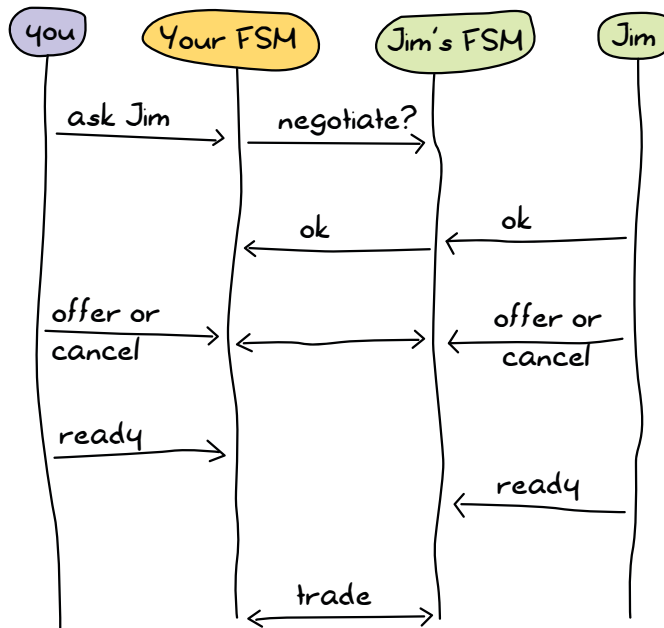 you
Your FSM
Jim's FSM
Jim
ask Jim
negotiate?
ok
ok
offer or
cancel
offer or
cancel
ready
ready
trade